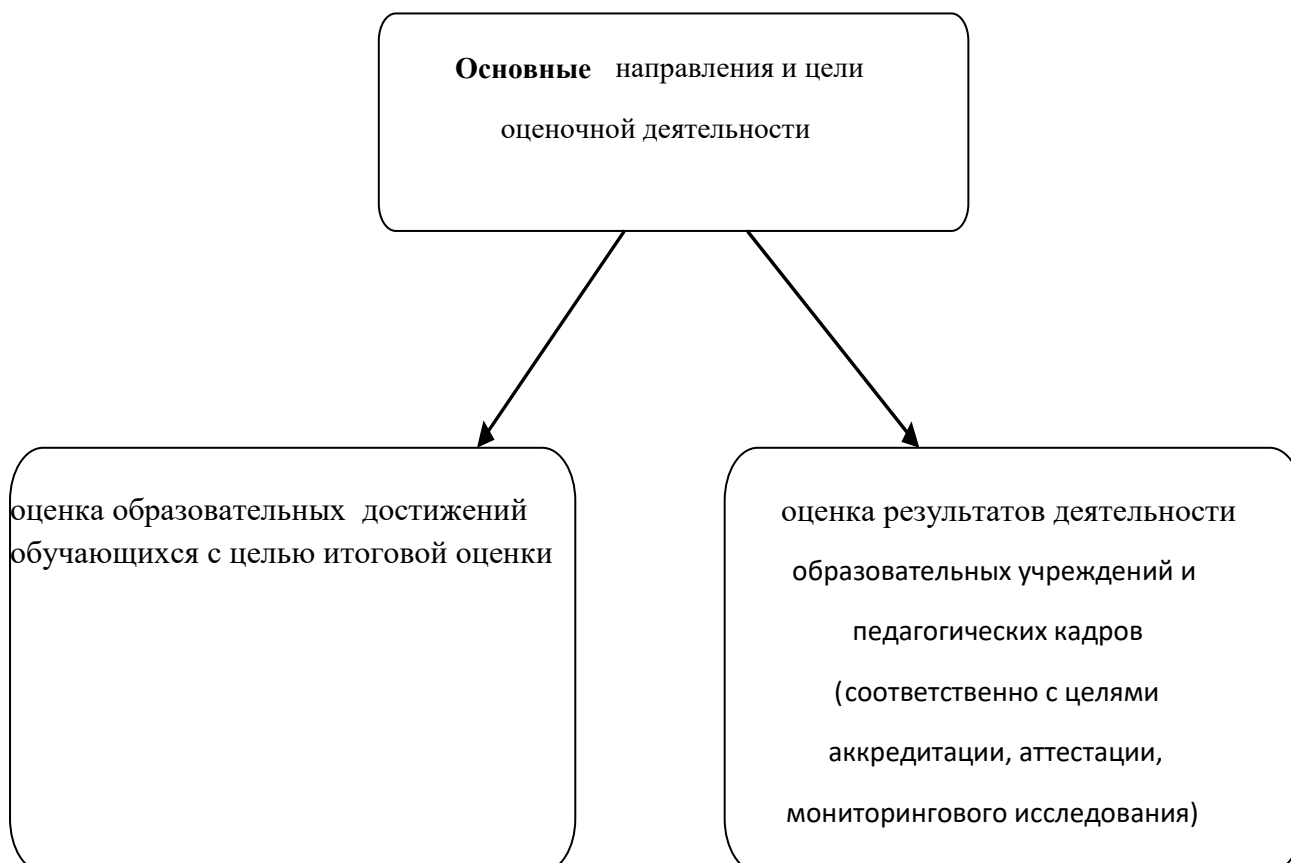 Основные направления и цели
оценочной деятельности
оценка образовательных достижений
обучающихся с целью итоговой оценки
оценка результатов деятельности
образовательных учреждений и
педагогических кадров
(соответственно с целями
аккредитации, аттестации,
мониторингового исследования)